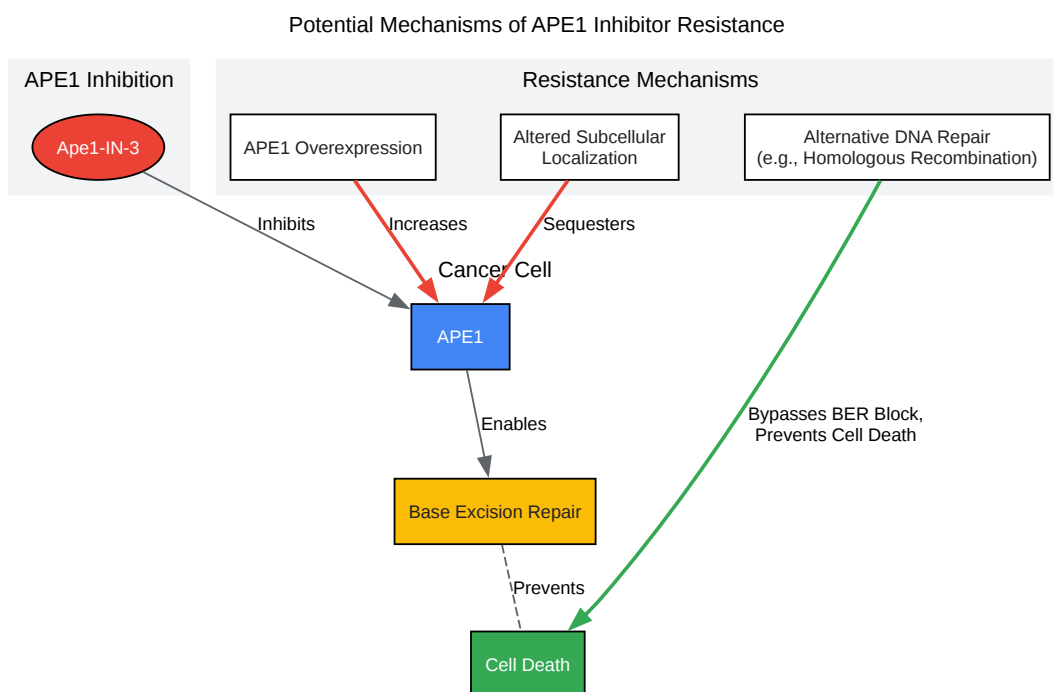 Potential Mechanisms of APE1 Inhibitor Resistance
APE1 Inhibition
Resistance Mechanisms
Ape1-IN-3
APE1 Overexpression
Altered Subcellular
Localization
Alternative DNA Repair
(e.g., Homologous Recombination)
Inhibits
Increases
Sequesters
Cancer Cell
APE1
Enables
Bypasses BER Block,
Prevents Cell Death
Base Excision Repair
Prevents
Cell Death